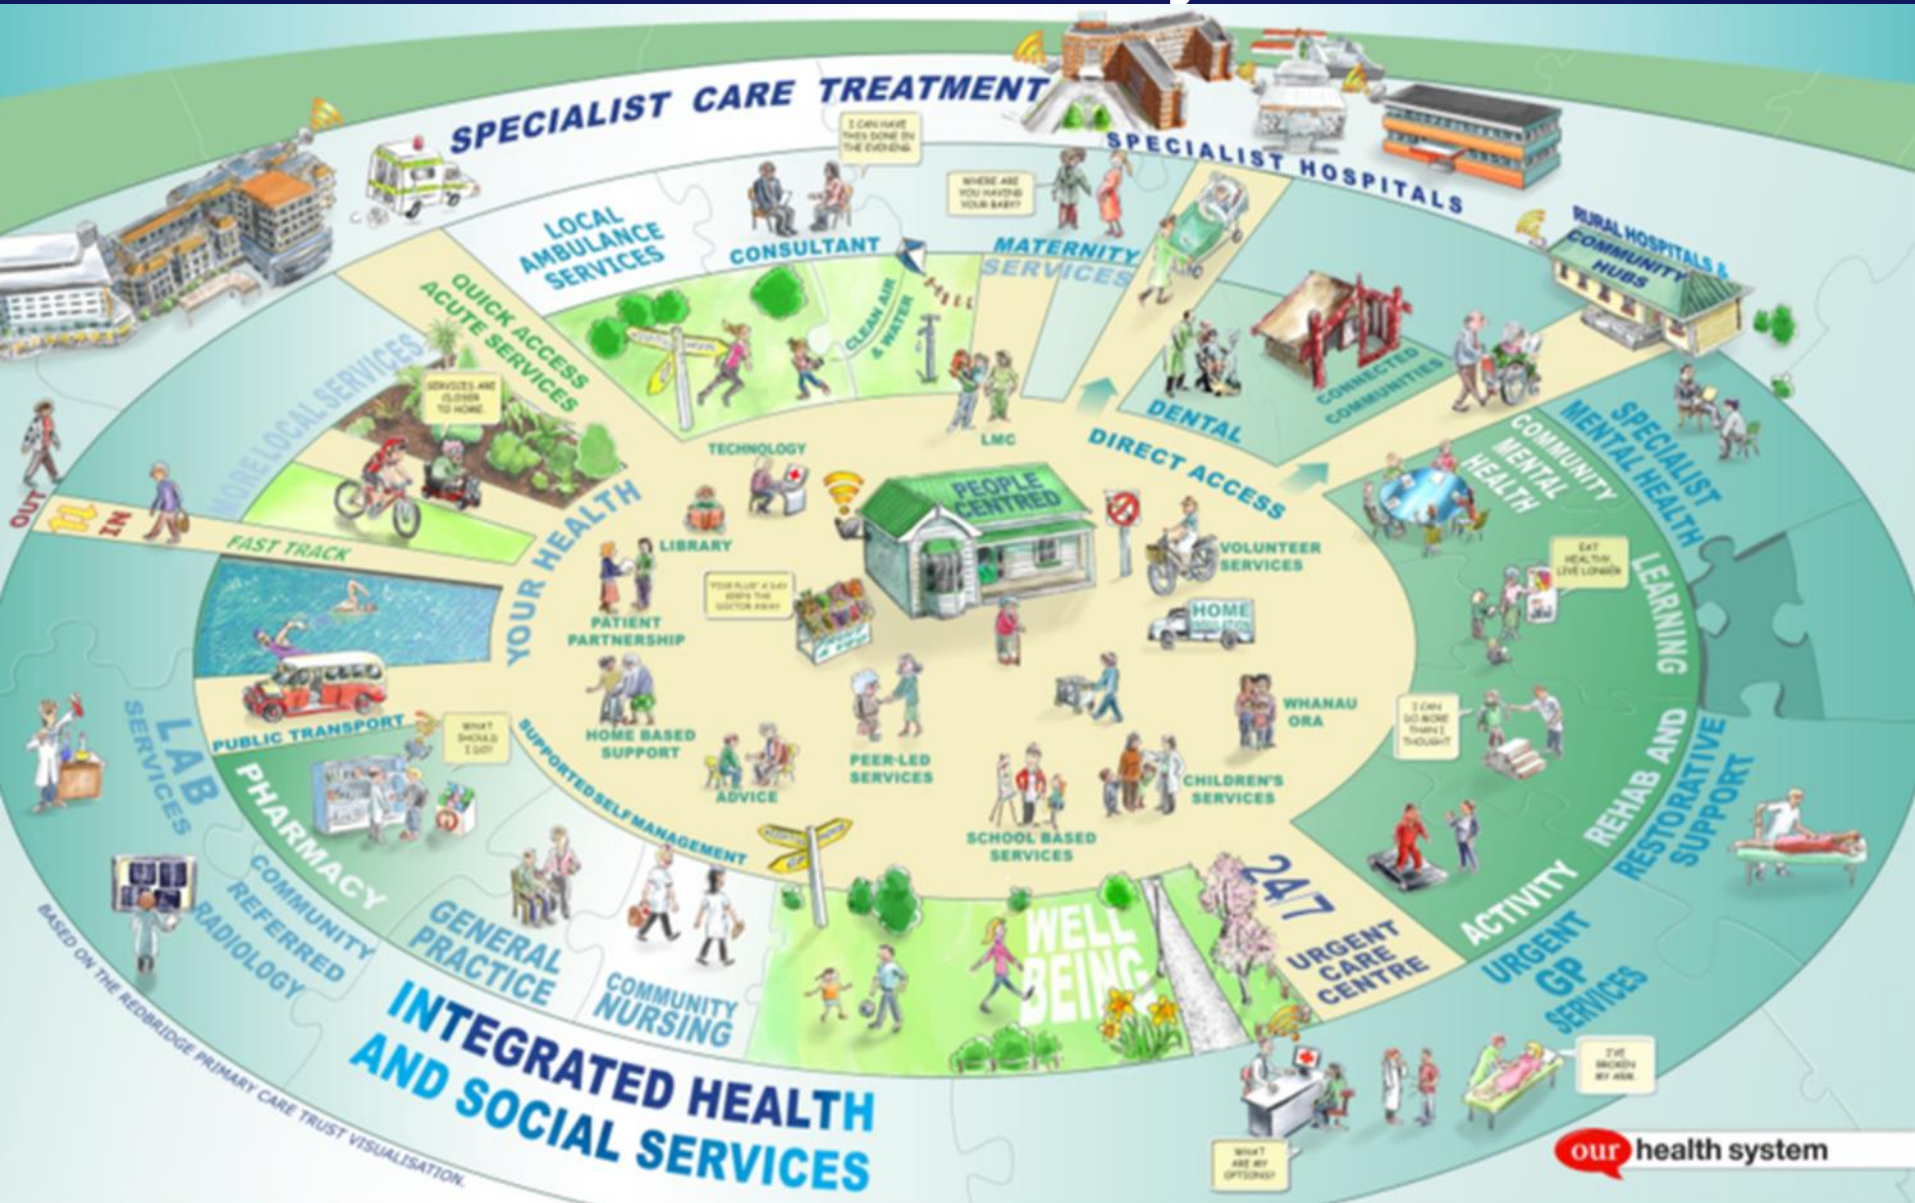 SPECIALIST CARE TREATMENT
SPECIALIST HOSPITALS
RURAL HOSPITALS &
COMMUNITY
HUBS
I CAN HAVE
THIS DONE IN
THE EVENING.
WHERE ARE
YOU HAVING
YOUR BABY?
LOCAL
AMBULANCE
SERVICES
CONSULTANT
MATERNITY
SERVICES
QUICK ACCESS
ACUTE SERVICES
CLEAN AIR
& WATER
MORE LOCAL SERVICES
SERVICES ARE
CLOSER
TO HOME.
DENTAL
CONNECTED
COMMUNITIES
COMMUNITY
MENTAL
HEALTH
SPECIALIST
MENTAL HEALTH
OUT
IN
FAST TRACK
YOUR HEALTH
TECHNOLOGY
LMC
DIRECT ACCESS
PEOPLE
CENTRED
LIBRARY
VOLUNTEER
SERVICES
PATIENT
PARTNERSHIP
"FIVE PLUS" A DAY
KEEPS THE
DOCTOR AWAY
HOME
EAT
HEALTHY
LIVE LONGER
LEARNING
HOME BASED
SUPPORT
ADVICE
PEER-LED
SERVICES
WHANAU
ORA
CHILDREN'S
SERVICES
SCHOOL BASED
SERVICES
I CAN
DO MORE
THAN I
THOUGHT
REHAB AND
ACTIVITY
RESTORATIVE
SUPPORT
PUBLIC TRANSPORT
WHAT
SHOULD
I DO?
SUPPORTED SELF MANAGEMENT
LAB
SERVICES
PHARMACY
COMMUNITY
REFERRED
RADIOLOGY
GENERAL
PRACTICE
COMMUNITY
NURSING
WELL
BEING
24/7
URGENT
CARE
CENTRE
URGENT
GP
SERVICES
I'VE
BROKEN
MY ARM.
WHAT
ARE MY
OPTIONS?
INTEGRATED HEALTH
AND SOCIAL SERVICES
BASED ON THE REDBRIDGE PRIMARY CARE TRUST VISUALISATION.
our health system